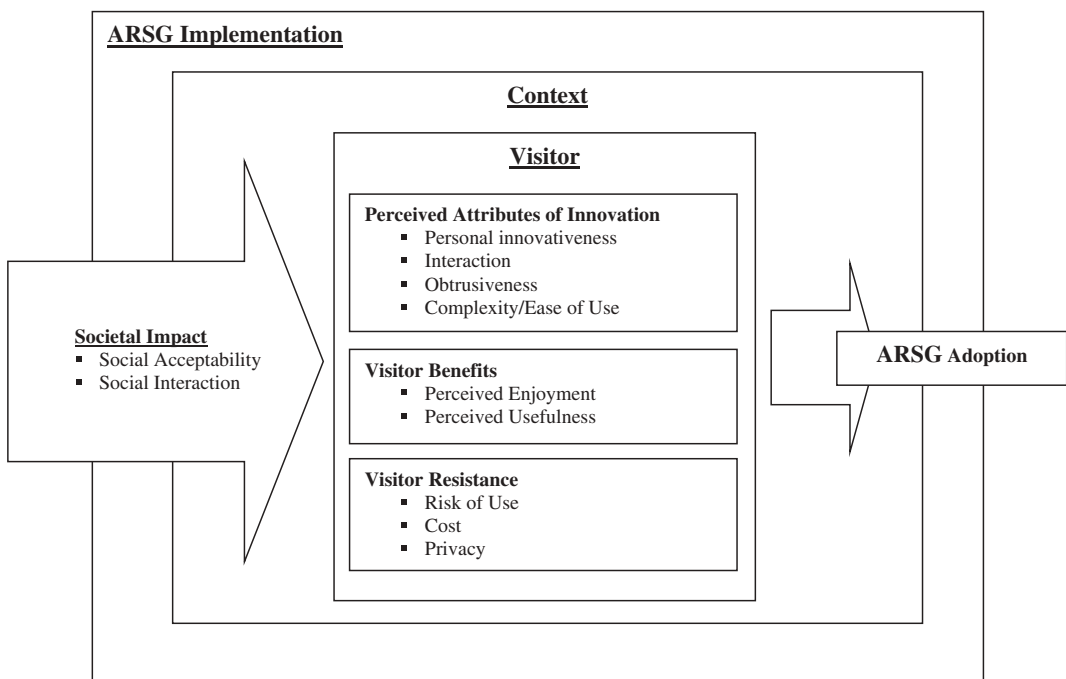 ARSG Implementation
Context
Visitor
Perceived Attributes of Innovation
▪ Personal innovativeness
▪ Interaction
▪ Obtrusiveness
▪ Complexity/Ease of Use
Societal Impact
▪ Social Acceptability
▪ Social Interaction
Visitor Benefits
▪ Perceived Enjoyment
▪ Perceived Usefulness
Visitor Resistance
▪ Risk of Use
▪ Cost
▪ Privacy
ARSG Adoption